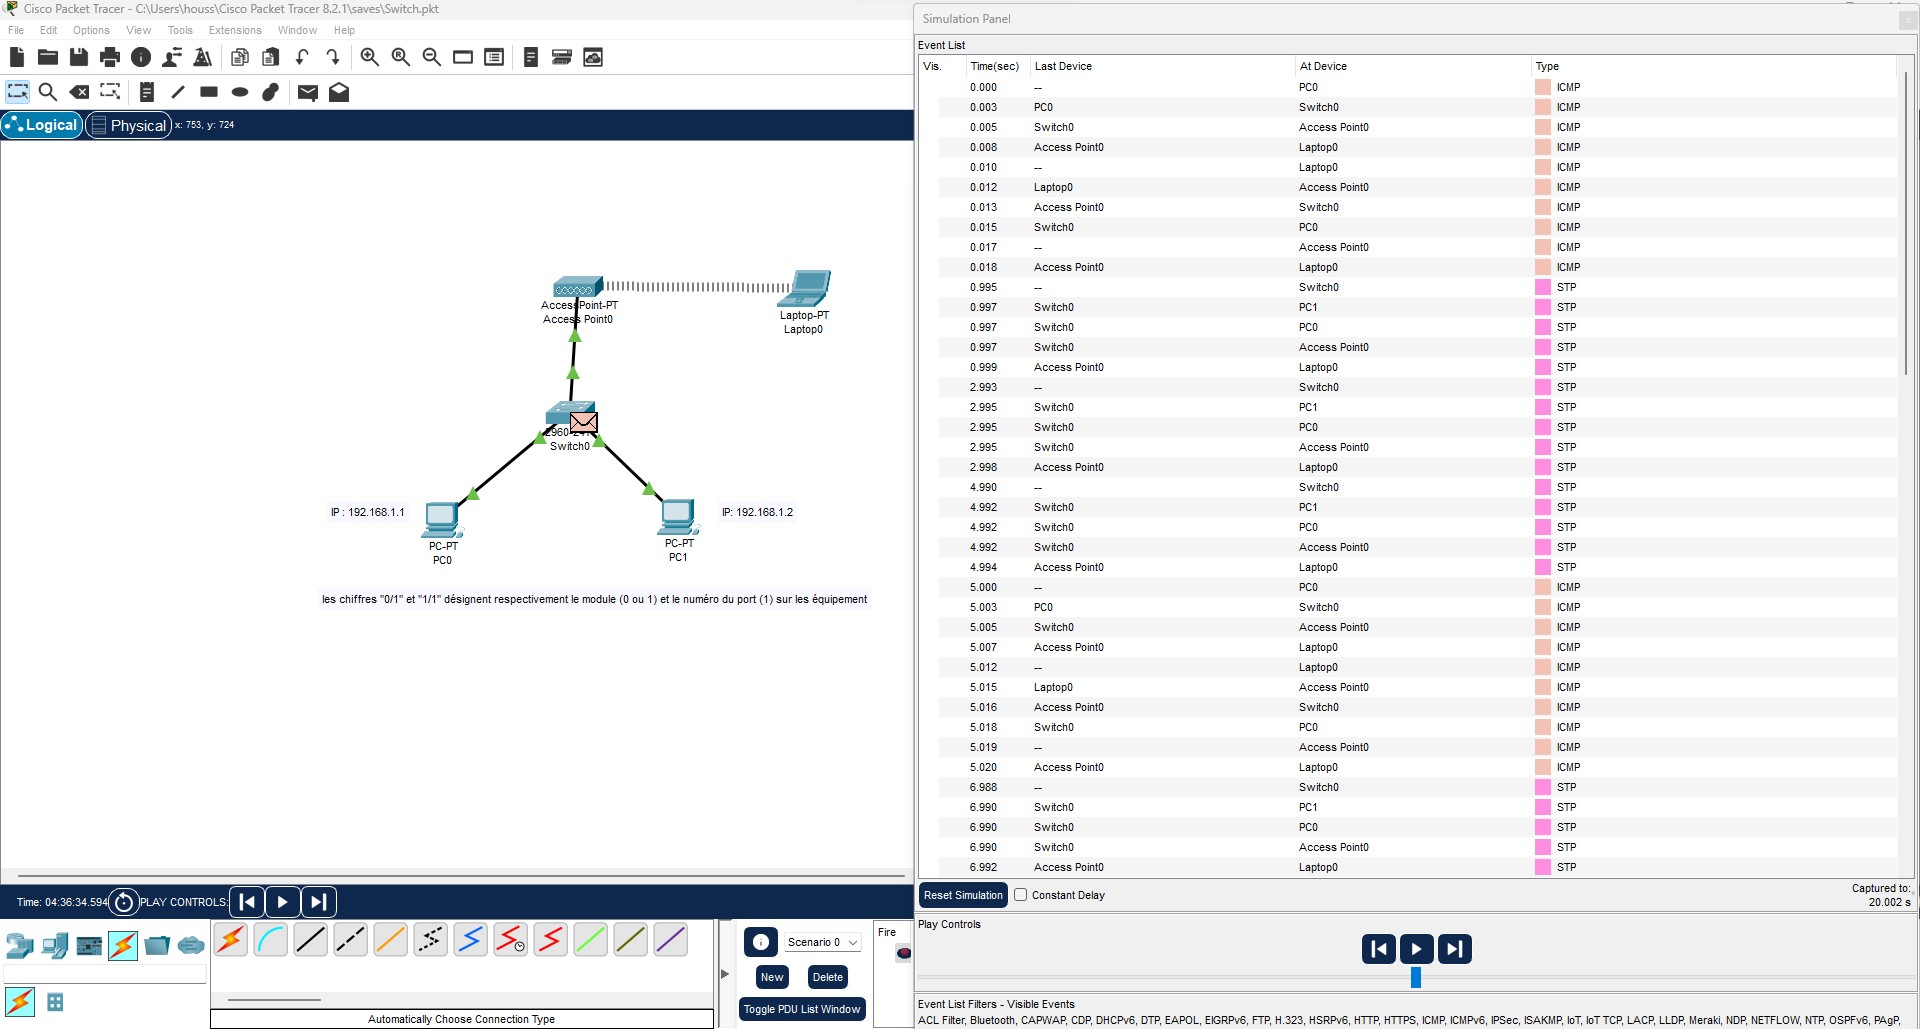 Cisco Packet Tracer - C:\Users\houss\Cisco Packet Tracer 8.2.1\saves\Switch.pkt
File Edit Options View Tools Extensions Window Help
Logical Physical x: 753, y: 724
AccessPoint-PT
Access Point0
Laptop-PT
Laptop0
Switch0
IP : 192.168.1.1
PC-PT
PC0
IP: 192.168.1.2
PC-PT
PC1
les chiffres "0/1" et "1/1" désignent respectivement le module (0 ou 1) et le numéro du port (1) sur les équipement
Time: 04:36:34.594 PLAY CONTROLS:
Scenario 0
New Delete
Toggle PDU List Window
Fire
Automatically Choose Connection Type
Simulation Panel
Event List
Vis. Time(sec) Last Device At Device Type
0.000 -- PC0 ICMP
0.003 PC0 Switch0 ICMP
0.005 Switch0 Access Point0 ICMP
0.008 Access Point0 Laptop0 ICMP
0.010 -- Laptop0 ICMP
0.012 Laptop0 Access Point0 ICMP
0.013 Access Point0 Switch0 ICMP
0.015 Switch0 PC0 ICMP
0.017 -- Access Point0 ICMP
0.018 Access Point0 Laptop0 ICMP
0.995 -- Switch0 STP
0.997 Switch0 PC1 STP
0.997 Switch0 PC0 STP
0.997 Switch0 Access Point0 STP
0.999 Access Point0 Laptop0 STP
2.993 -- Switch0 STP
2.995 Switch0 PC1 STP
2.995 Switch0 PC0 STP
2.995 Switch0 Access Point0 STP
2.998 Access Point0 Laptop0 STP
4.990 -- Switch0 STP
4.992 Switch0 PC1 STP
4.992 Switch0 PC0 STP
4.992 Switch0 Access Point0 STP
4.994 Access Point0 Laptop0 STP
5.000 -- PC0 ICMP
5.003 PC0 Switch0 ICMP
5.005 Switch0 Access Point0 ICMP
5.007 Access Point0 Laptop0 ICMP
5.012 -- Laptop0 ICMP
5.015 Laptop0 Access Point0 ICMP
5.016 Access Point0 Switch0 ICMP
5.018 Switch0 PC0 ICMP
5.019 -- Access Point0 ICMP
5.020 Access Point0 Laptop0 ICMP
6.988 -- Switch0 STP
6.990 Switch0 PC1 STP
6.990 Switch0 PC0 STP
6.990 Switch0 Access Point0 STP
6.992 Access Point0 Laptop0 STP
Reset Simulation Constant Delay Captured to:
20.002 s
Play Controls
Event List Filters - Visible Events
ACL Filter, Bluetooth, CAPWAP, CDP, DHCPv6, DTP, EAPOL, EIGRPv6, FTP, H.323, HSRPv6, HTTP, HTTPS, ICMP, ICMPv6, IPSec, ISAKMP, IoT, IoT TCP, LACP, LLDP, Meraki, NDP, NETFLOW, NTP, OSPFv6, PAgP,